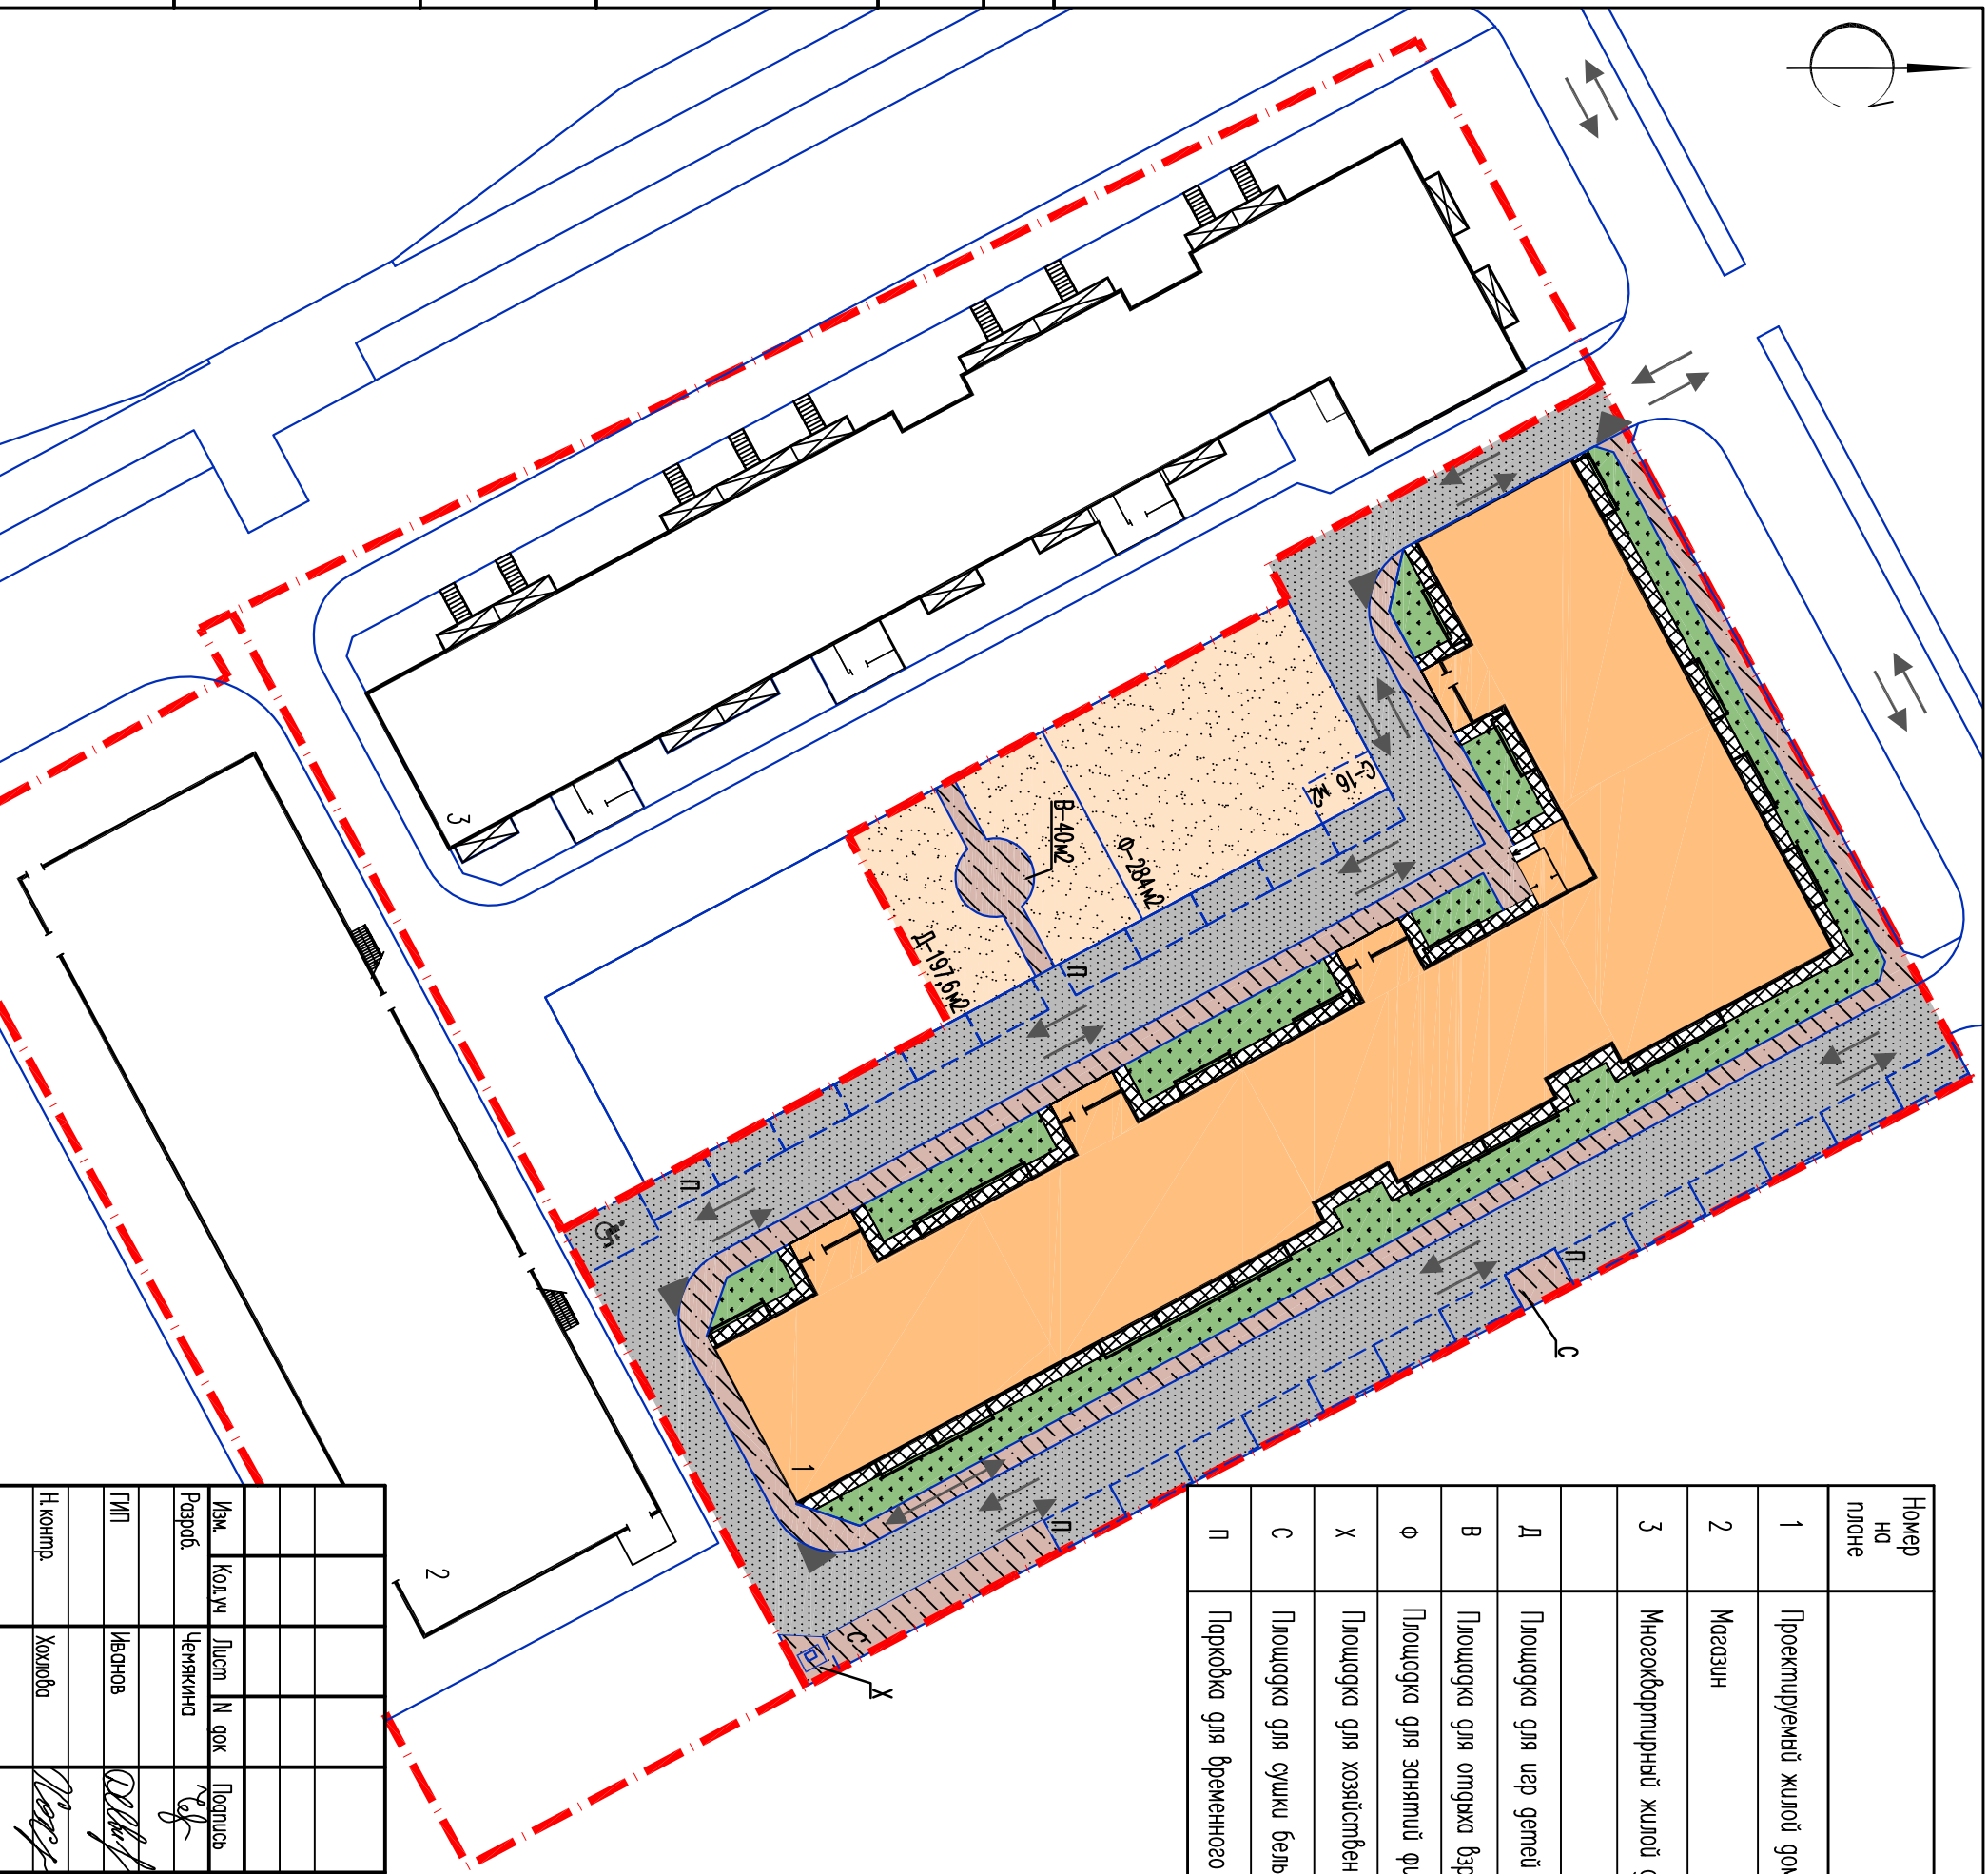 Номер
на
плане
1 Проектируемый жилой дом
2 Магазин
3 Многоквартирный жилой
Д Площадка для игр детей
В Площадка для отдыха взр
Ф Площадка для занятий фи
Х Площадка для хозяйствен
С Площадка для сушки бель
П Парковка для временного
С-16 м2
В-40м2
Ф-284м2
Д-197,6м2
П
П
П
П
С
С
Х
1
2
3
Изм. Кол.уч Лист N док Подпись
Разраб. Чемякина
ГИП Иванов
Н.контр. Хохлова